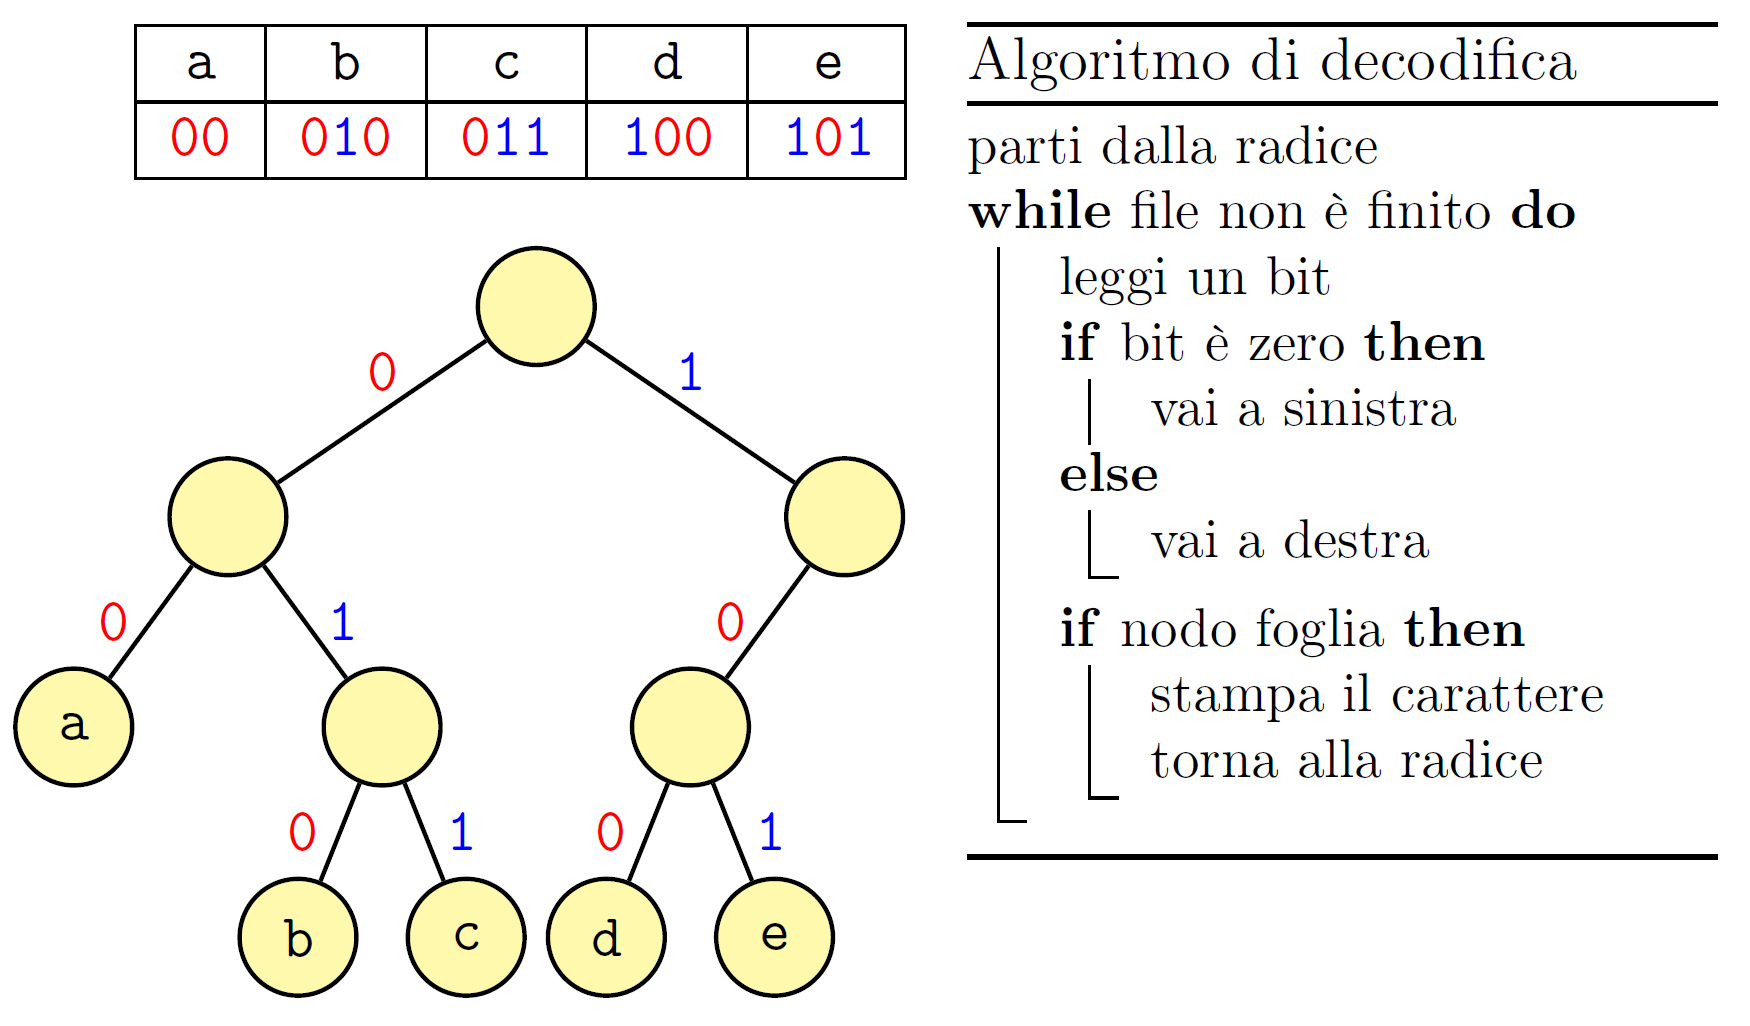 a b c d e
00 010 011 100 101
0 1
0 1 0
a
0 1 0 1
b c d e
Algoritmo di decodifica
parti dalla radice
while file non è finito do
leggi un bit
if bit è zero then
vai a sinistra
else
vai a destra
if nodo foglia then
stampa il carattere
torna alla radice